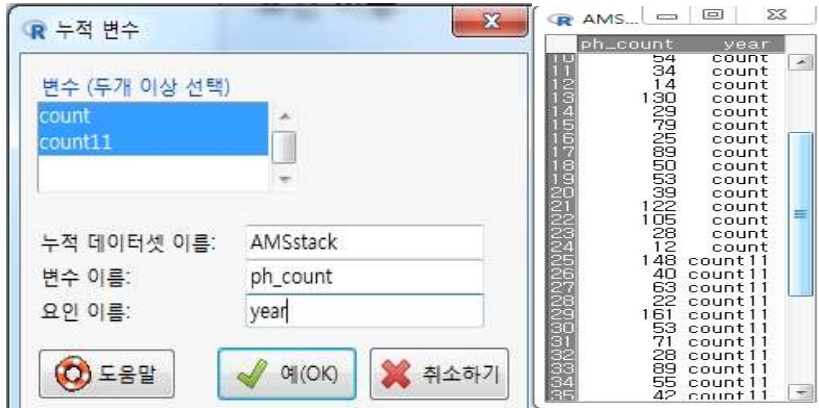 누적 변수
변수 (두개 이상 선택)
count
count11
누적 데이터셋 이름: AMSstack
변수 이름: ph_count
요인 이름: year
도움말
예(OK)
취소하기
AMS...
ph_count year
10 54 count
11 34 count
12 14 count
13 130 count
14 29 count
15 79 count
16 25 count
17 89 count
18 50 count
19 53 count
20 39 count
21 122 count
22 105 count
23 28 count
24 12 count
25 148 count11
26 40 count11
27 63 count11
28 22 count11
29 161 count11
30 53 count11
31 71 count11
32 28 count11
33 89 count11
34 55 count11
35 42 count11